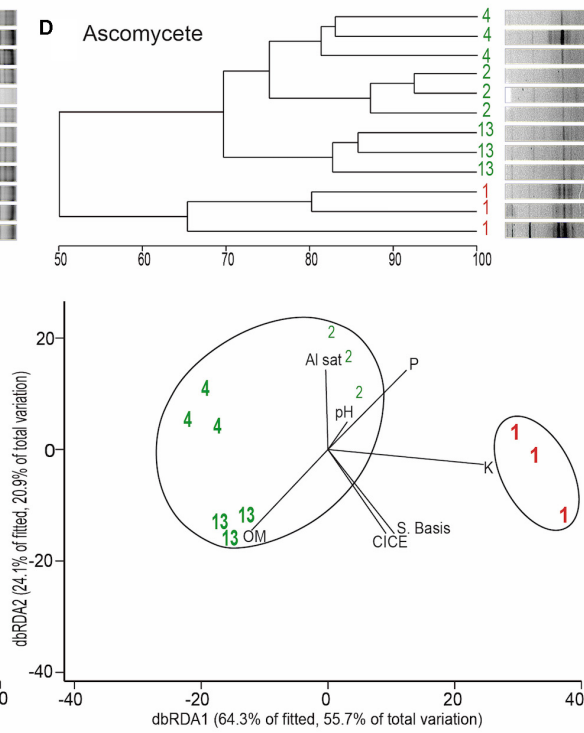 D Ascomycete
4
4
4
2
2
2
13
13
13
1
1
1
50 60 70 80 90 100
dbRDA2 (24.1% of fitted, 20.9% of total variation)
20
0
-20
-40
2
Al sat 2 P
4 2
4 4 pH
1
1
K
13 13 1
13 OM S. Basis
CICE
0 -40 -20 0 20 40
dbRDA1 (64.3% of fitted, 55.7% of total variation)